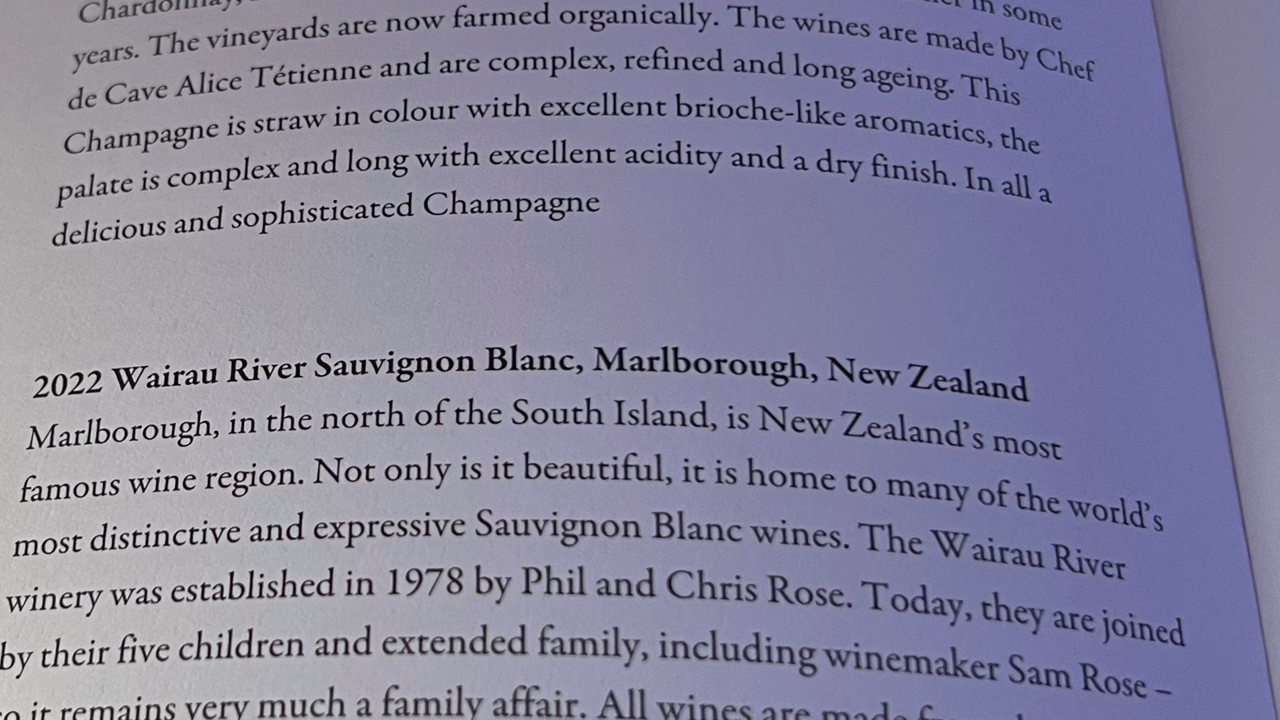 Chardonnay, in some
years. The vineyards are now farmed organically. The wines are made by Chef
de Cave Alice Tétienne and are complex, refined and long ageing. This
Champagne is straw in colour with excellent brioche-like aromatics, the
palate is complex and long with excellent acidity and a dry finish. In all a
delicious and sophisticated Champagne
2022 Wairau River Sauvignon Blanc, Marlborough, New Zealand
Marlborough, in the north of the South Island, is New Zealand's most
famous wine region. Not only is it beautiful, it is home to many of the world's
most distinctive and expressive Sauvignon Blanc wines. The Wairau River
winery was established in 1978 by Phil and Chris Rose. Today, they are joined
by their five children and extended family, including winemaker Sam Rose –
it remains very much a family affair. All wines are made